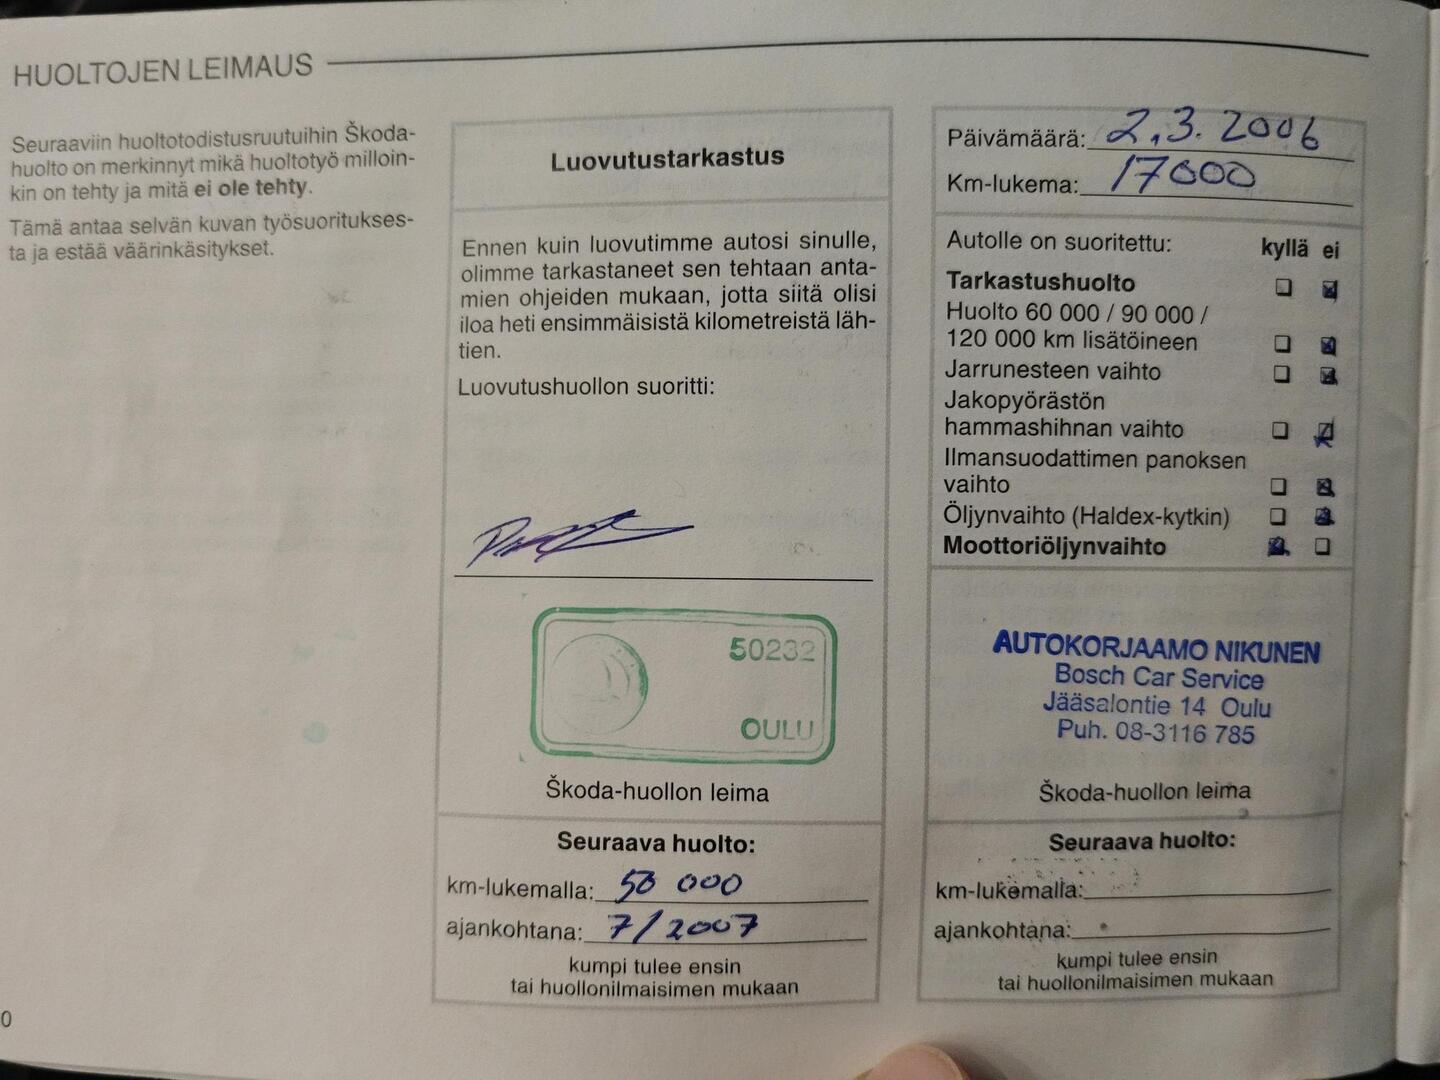 HUOLTOJEN LEIMAUS
Seuraaviin huoltotodistusruutuihin Škoda-
huolto on merkinnyt mikä huoltotyö milloin-
kin on tehty ja mitä ei ole tehty.
Tämä antaa selvän kuvan työsuorituksес-
ta ja estää väärinkäsitykset.
Luovutustarkastus
Ennen kuin luovutimme autosi sinulle,
olimme tarkastaneet sen tehtaan anta-
mien ohjeiden mukaan, jotta siitä olisi
iloa heti ensimmäisistä kilometreistä läh-
tien.
Luovutushuollon suoritti:
50232
OULU
Škoda-huollon leima
Seuraava huolto:
km-lukemalla: 50 000
ajankohtana: 7/2007
kumpi tulee ensin
tai huollonilmaisimen mukaan
Päivämäärä: 2.3.2006
Km-lukema: 17000
Autolle on suoritettu: kyllä ei
Tarkastushuolto
Huolto 60 000 / 90 000 /
120 000 km lisätöineen
Jarrunesteen vaihto
Jakopyörästön
hammashihnan vaihto
Ilmansuodattimen panoksen
vaihto
Öljynvaihto (Haldex-kytkin)
Moottoriöljynvaihto
AUTOKORJAAMO NIKUNEN
Bosch Car Service
Jääsalontie 14 Oulu
Puh. 08-3116 785
Škoda-huollon leima
Seuraava huolto:
km-lukemalla:
ajankohtana:
kumpi tulee ensin
tai huollonilmaisimen mukaan
0